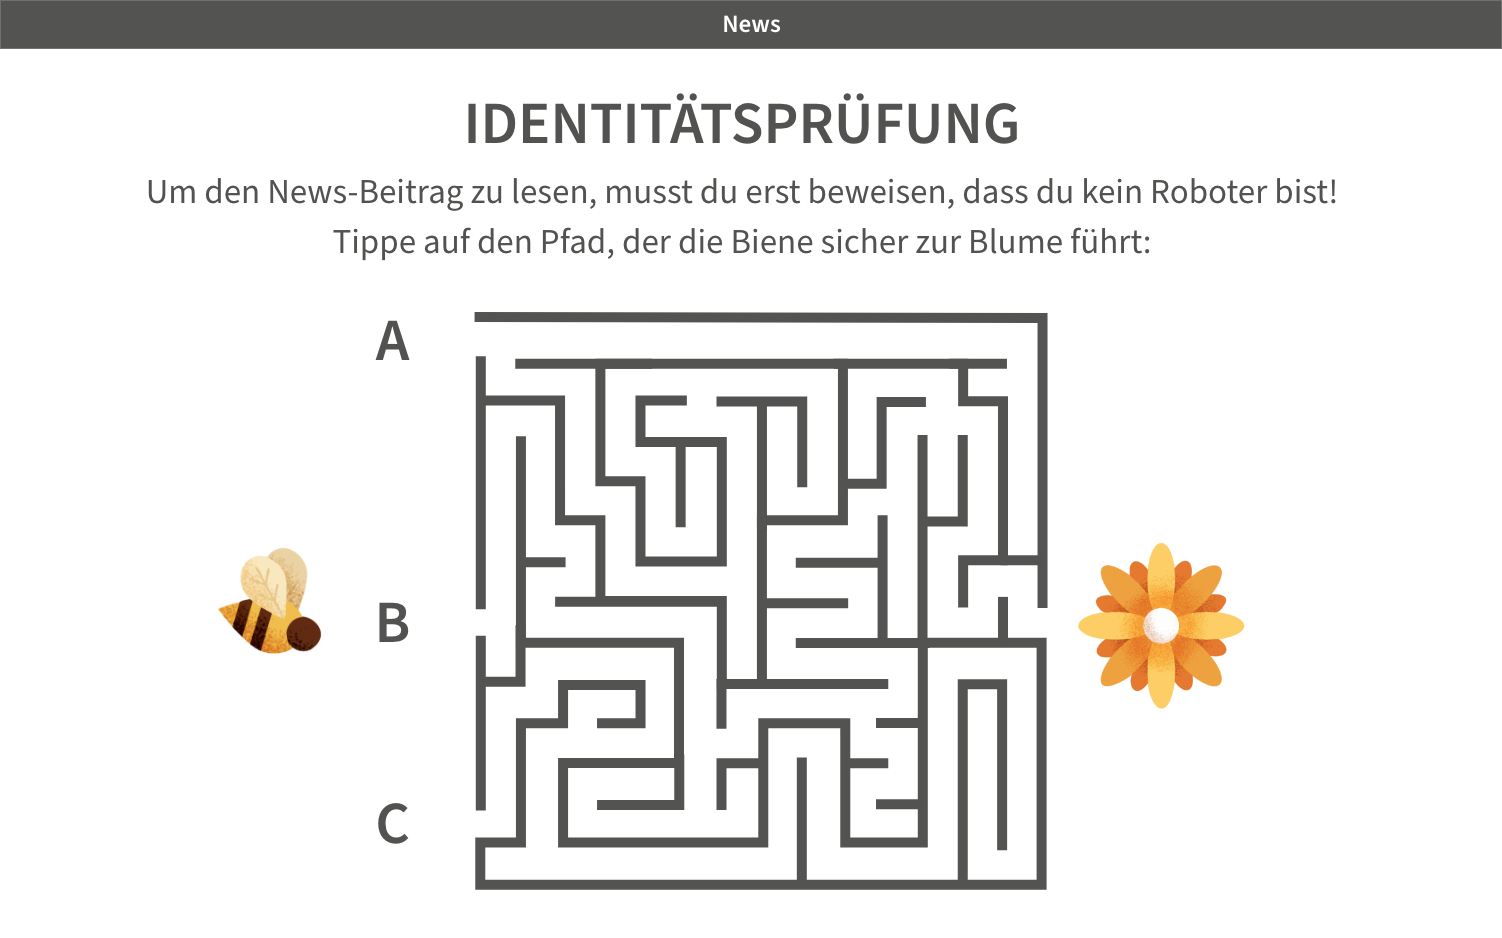 News
IDENTITÄTSPRÜFUNG
Um den News-Beitrag zu lesen, musst du erst beweisen, dass du kein Roboter bist!
Tippe auf den Pfad, der die Biene sicher zur Blume führt:
A
B
C